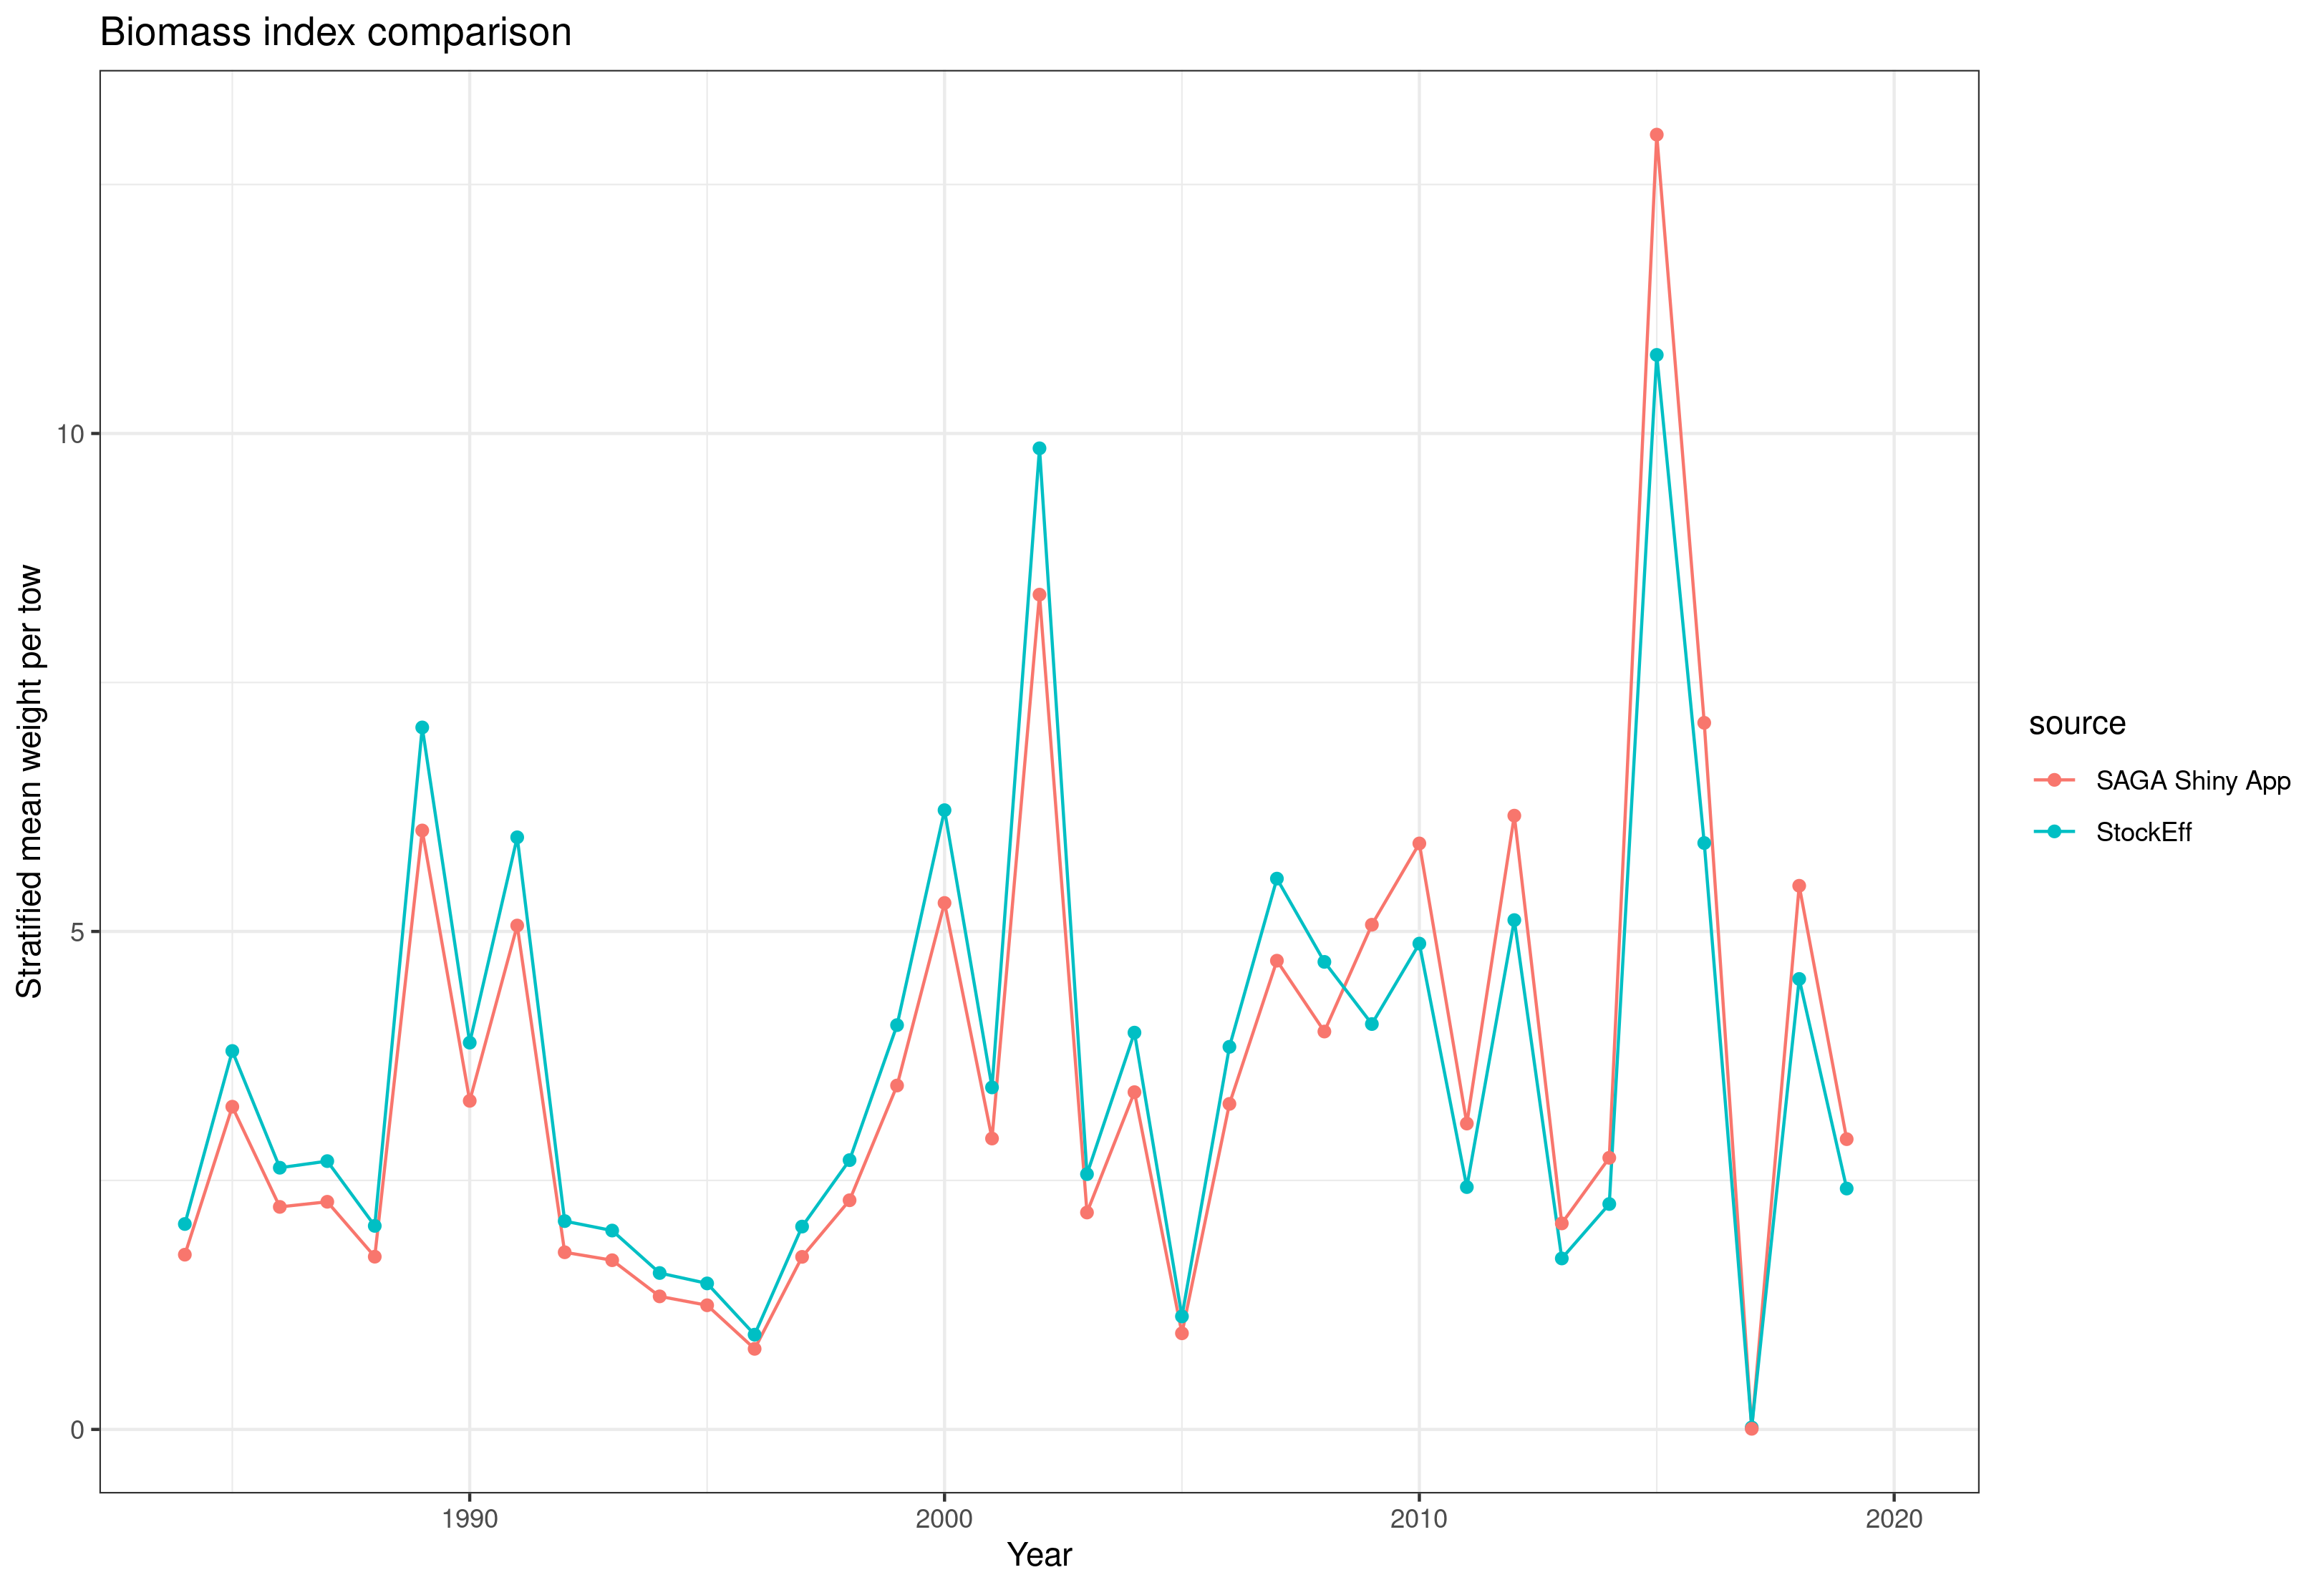 Biomass index comparison
Stratified mean weight per tow
10
5
0
1990
2000
2010
2020
Year
source
SAGA Shiny App
StockEff